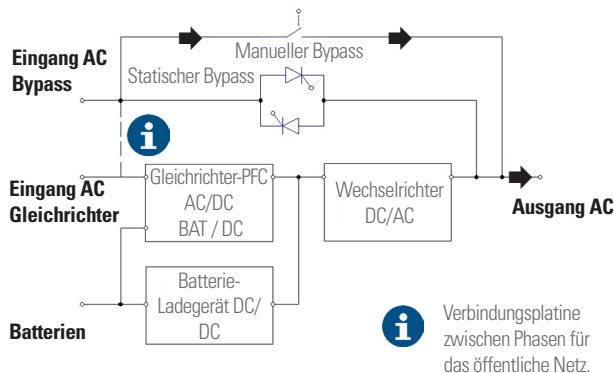 Manueller Bypass
Eingang AC
Bypass
Statischer Bypass
i
Eingang AC
Gleichrichter
Gleichrichter-PFC
AC/DC
BAT / DC
Wechselrichter
DC/AC
Ausgang AC
Batterie-
Ladegerät DC/
DC
Batterien
i
Verbindungsplatine
zwischen Phasen für
das öffentliche Netz.